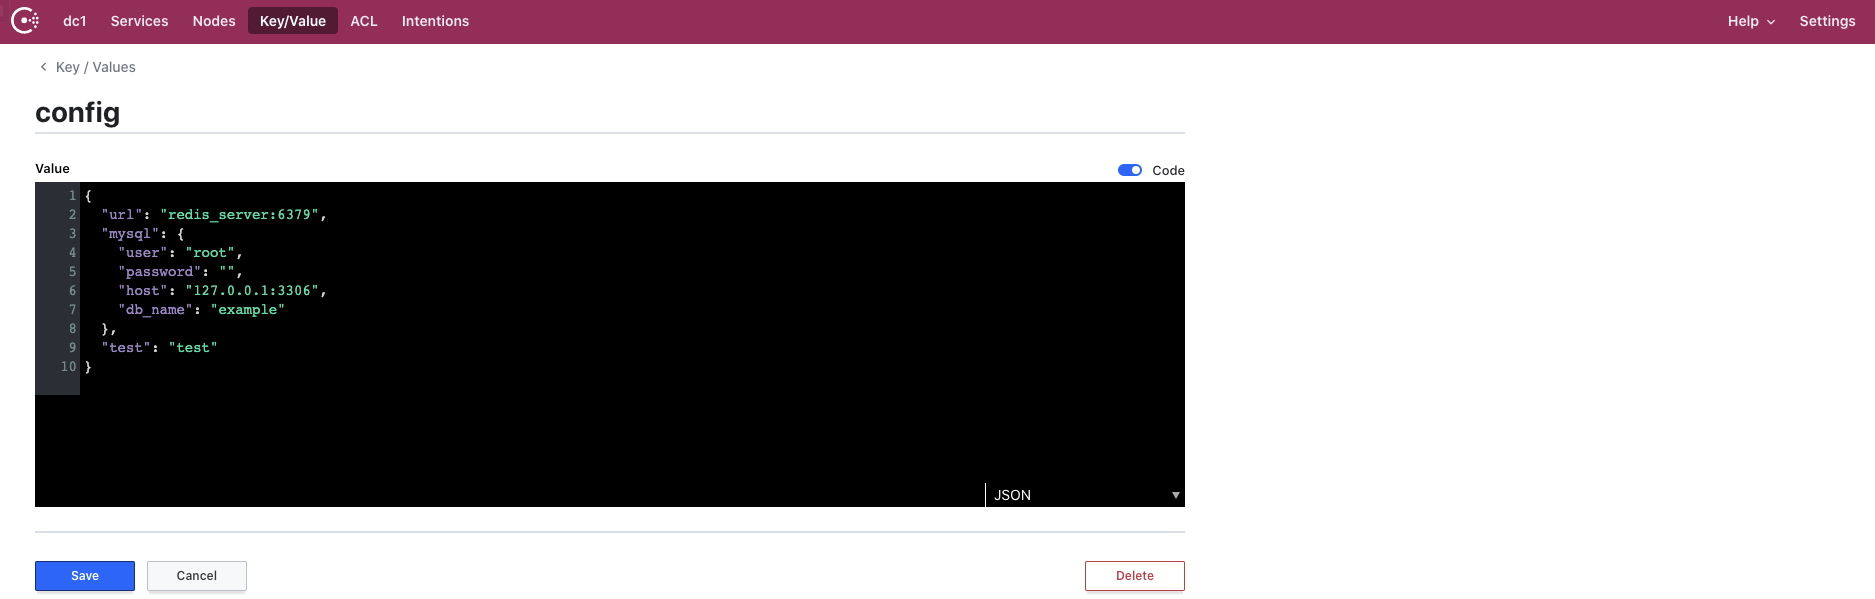 dc1 Services Nodes Key/Value ACL Intentions Help Settings
Key / Values
config
Value Code
1 {
2 "url": "redis_server:6379",
3 "mysql": {
4 "user": "root",
5 "password": "",
6 "host": "127.0.0.1:3306",
7 "db_name": "example"
8 },
9 "test": "test"
10 }
JSON
Save Cancel Delete